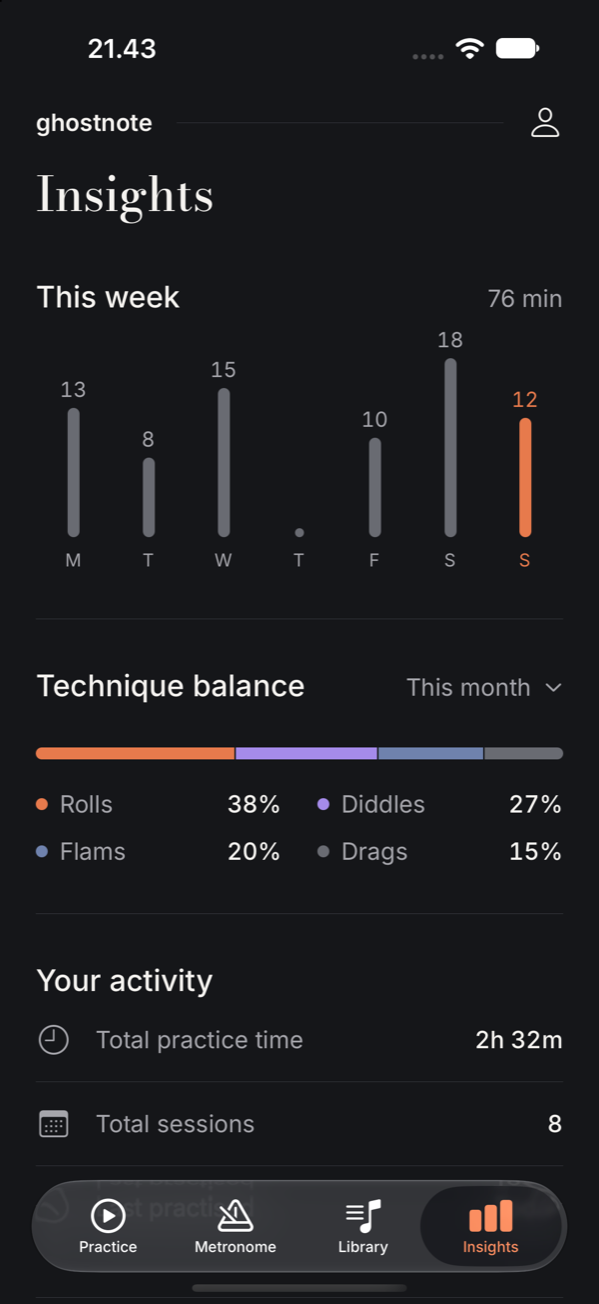 21.43
ghostnote
Insights
This week 76 min
13 8 15 10 18 12
M T W T F S S
Technique balance This month
Rolls 38% Diddles 27%
Flams 20% Drags 15%
Your activity
Total practice time 2h 32m
Total sessions 8
Practice Metronome Library Insights